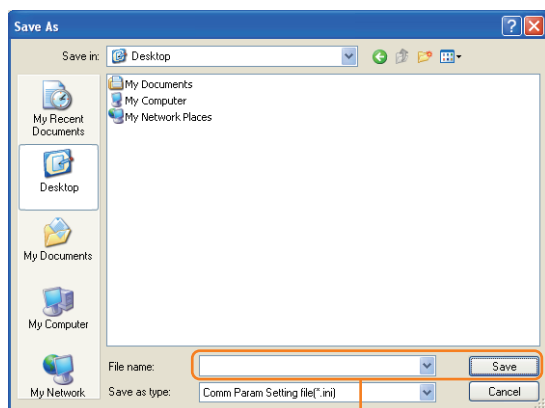 Save As
Save in:
Desktop
My Recent
Documents
Desktop
My Documents
My Computer
My Network
My Documents
My Computer
My Network Places
File name:
Save
Save as type:
Comm Param Setting file(*.ini)
Cancel